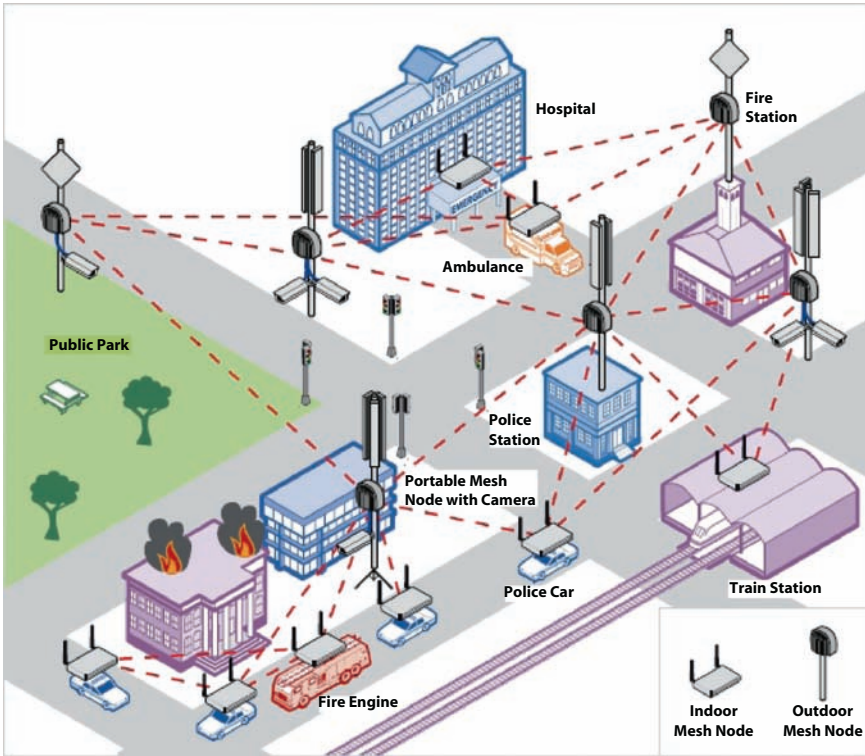 Hospital
Fire
Station
EMERGENCY
Ambulance
Public Park
Police
Station
Portable Mesh
Node with Camera
Police Car
Train Station
Fire Engine
Indoor
Mesh Node
Outdoor
Mesh Node